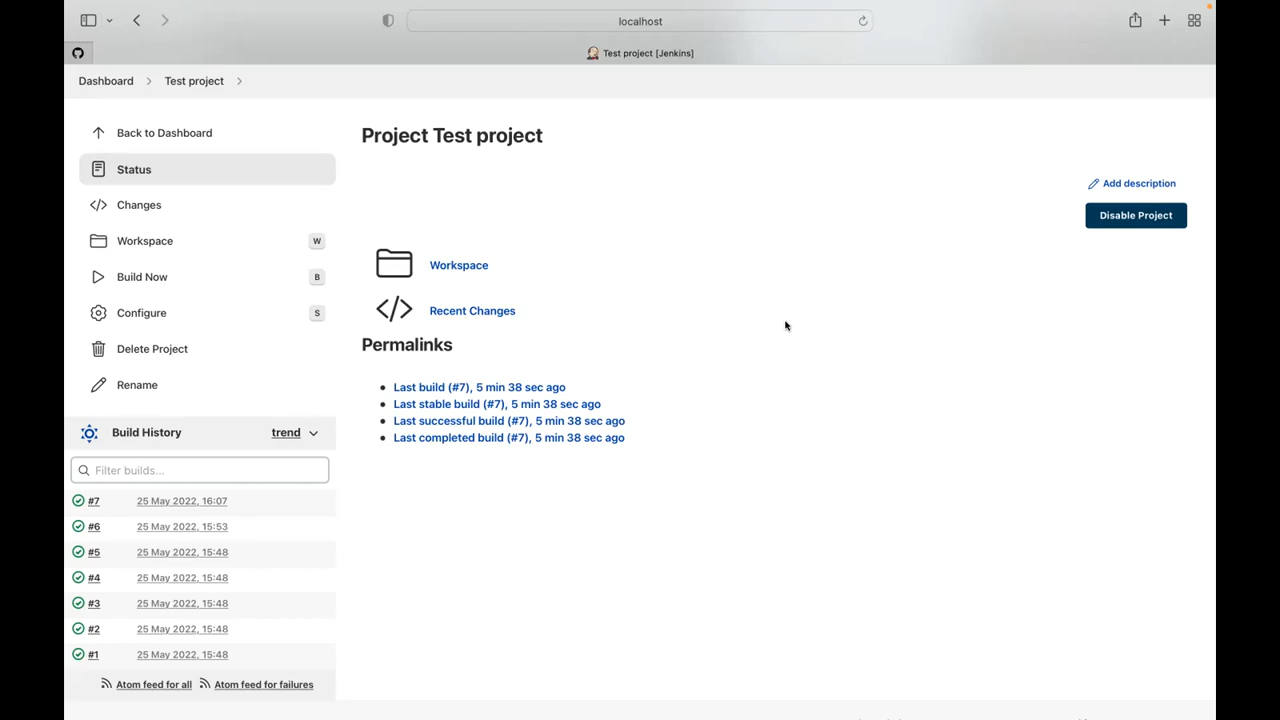 localhost
Test project [Jenkins]
Dashboard
Test project
Back to Dashboard
Status
Changes
Workspace W
Build Now B
Configure S
Delete Project
Rename
Build History trend
Filter builds...
#7 25 May 2022, 16:07
#6 25 May 2022, 15:53
#5 25 May 2022, 15:48
#4 25 May 2022, 15:48
#3 25 May 2022, 15:48
#2 25 May 2022, 15:48
#1 25 May 2022, 15:48
Atom feed for all Atom feed for failures
Project Test project
Add description
Disable Project
Workspace
Recent Changes
Permalinks
Last build (#7), 5 min 38 sec ago
Last stable build (#7), 5 min 38 sec ago
Last successful build (#7), 5 min 38 sec ago
Last completed build (#7), 5 min 38 sec ago